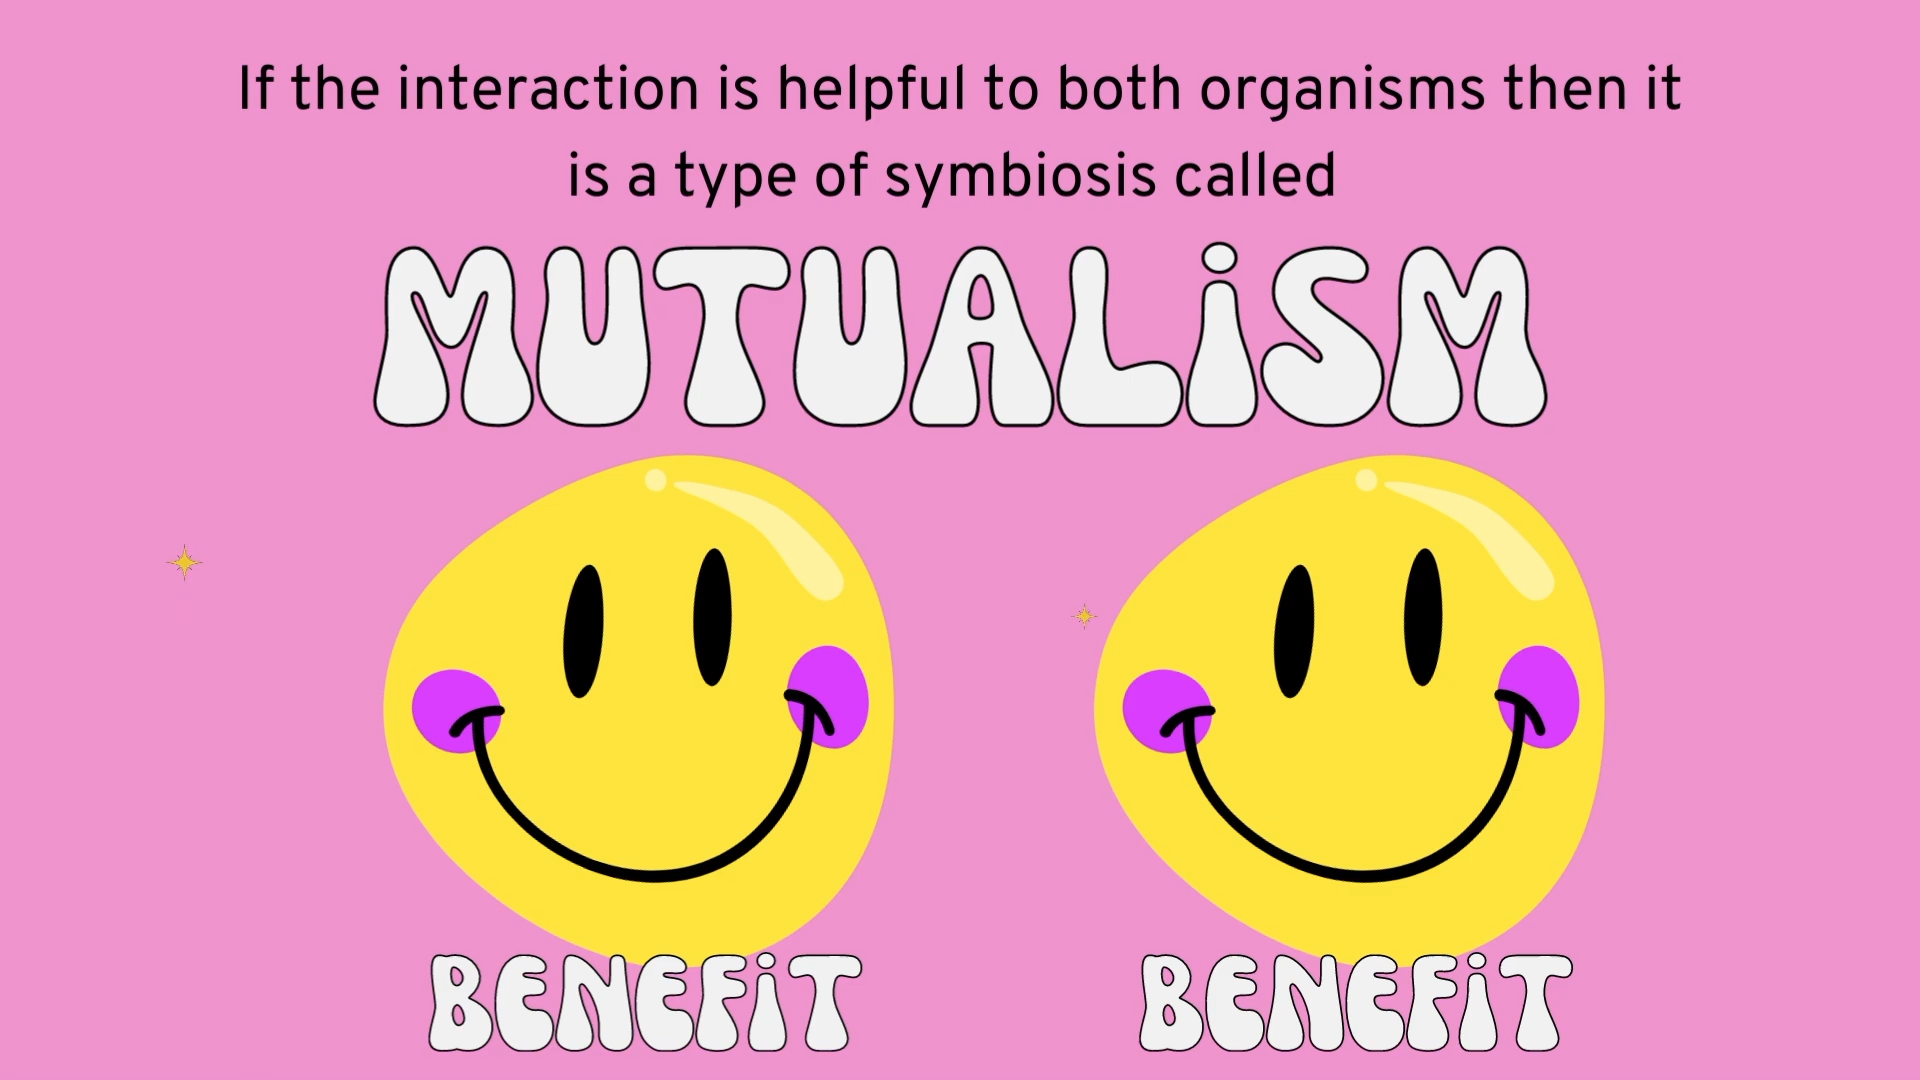 If the interaction is helpful to both organisms then it
is a type of symbiosis called
MUTUALiSM
BENEFiT
BENEFiT